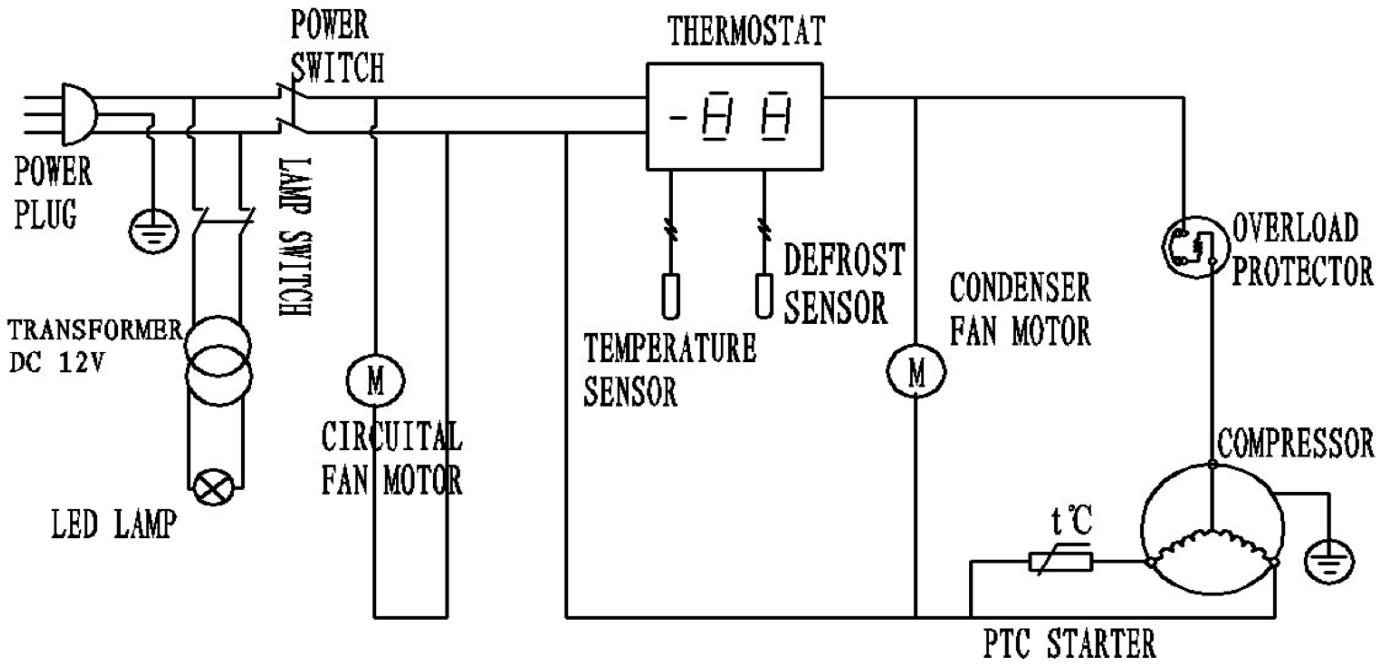 POWER
SWITCH
THERMOSTAT
-88
POWER
PLUG
LAMP SWITCH
OVERLOAD
PROTECTOR
DEFROST
SENSOR
CONDENSER
FAN MOTOR
TRANSFORMER
DC 12V
TEMPERATURE
SENSOR
M
M
CIRCUITAL
FAN MOTOR
COMPRESSOR
LED LAMP
t℃
PTC STARTER